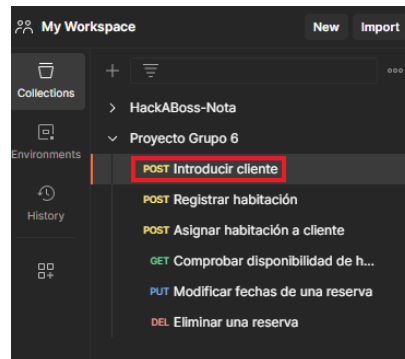 My Workspace
New
Import
Collections
Environments
History
HackABoss-Nota
Proyecto Grupo 6
POST Introducir cliente
POST Registrar habitación
POST Asignar habitación a cliente
GET Comprobar disponibilidad de h...
PUT Modificar fechas de una reserva
DEL Eliminar una reserva